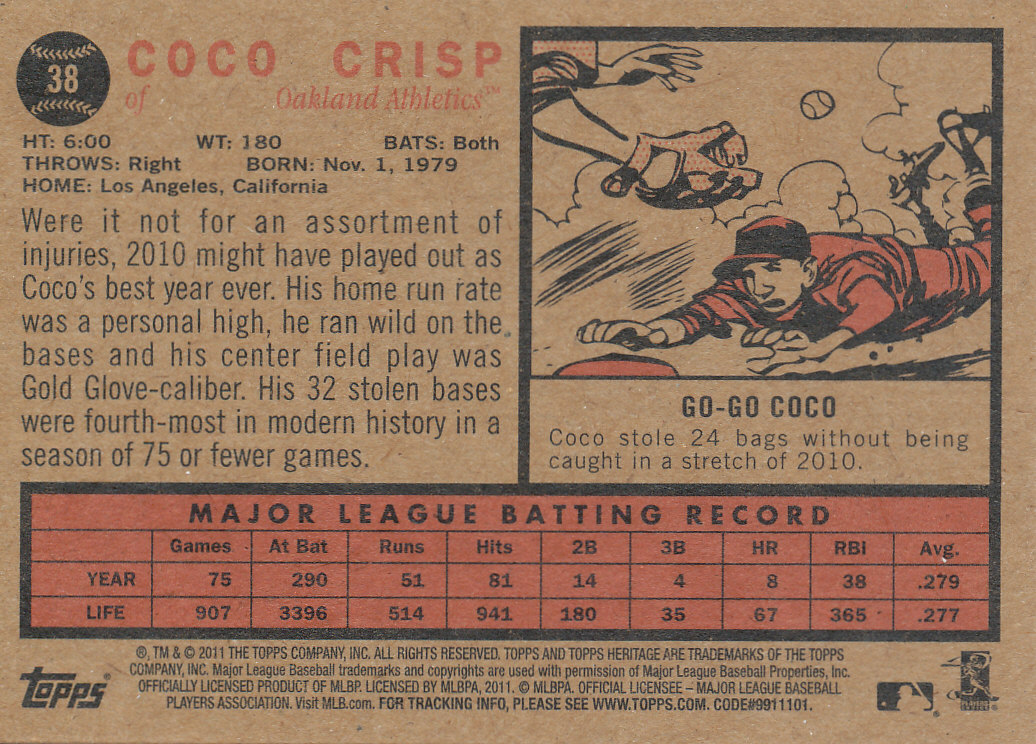 38
COCO CRISP
of Oakland Athletics™
HT: 6:00 WT: 180 BATS: Both
THROWS: Right BORN: Nov. 1, 1979
HOME: Los Angeles, California
Were it not for an assortment of
injuries, 2010 might have played out as
Coco's best year ever. His home run rate
was a personal high, he ran wild on the
bases and his center field play was
Gold Glove-caliber. His 32 stolen bases
were fourth-most in modern history in a
season of 75 or fewer games.
GO-GO COCO
Coco stole 24 bags without being
caught in a stretch of 2010.
MAJOR LEAGUE BATTING RECORD
Games At Bat Runs Hits 2B 3B HR RBI Avg.
YEAR 75 290 51 81 14 4 8 38 .279
LIFE 907 3396 514 941 180 35 67 365 .277
®, TM & © 2011 THE TOPPS COMPANY, INC. ALL RIGHTS RESERVED. TOPPS AND TOPPS HERITAGE ARE TRADEMARKS OF THE TOPPS
COMPANY, INC. Major League Baseball trademarks and copyrights are used with permission of Major League Baseball Properties, Inc.
OFFICIALLY LICENSED PRODUCT OF MLBP. LICENSED BY MLBPA, 2011. © MLBPA. OFFICIAL LICENSEE – MAJOR LEAGUE BASEBALL
PLAYERS ASSOCIATION. Visit MLB.com. FOR TRACKING INFO, PLEASE SEE WWW.TOPPS.COM. CODE#9911101.
TOPPS®